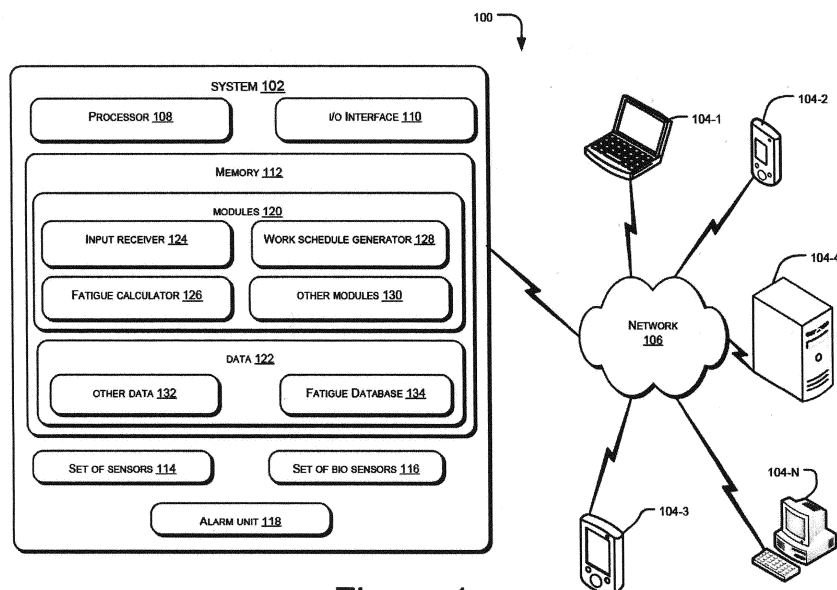 100
SYSTEM 102
PROCESSOR 108
I/O INTERFACE 110
MEMORY 112
MODULES 120
INPUT RECEIVER 124
WORK SCHEDULE GENERATOR 128
FATIGUE CALCULATOR 126
OTHER MODULES 130
DATA 122
OTHER DATA 132
FATIGUE DATABASE 134
SET OF SENSORS 114
SET OF BIO SENSORS 116
ALARM UNIT 118
104-1
104-2
104-4
NETWORK
106
104-3
104-N